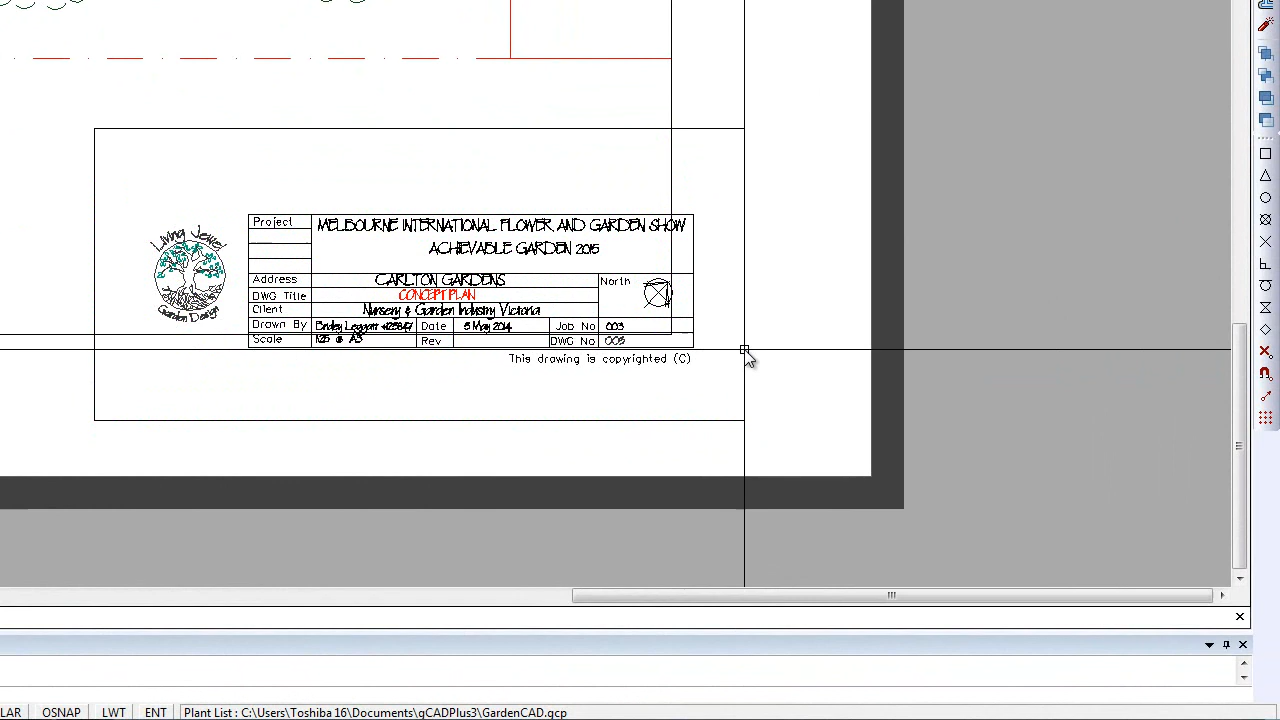 Living Jewel
Garden Design
Project MELBOURNE INTERNATIONAL FLOWER AND GARDEN SHOW
ACHIEVABLE GARDEN 2015
Address CARLTON GARDENS North
DWG Title CONCEPT PLAN
Client Nursery & Garden Industry Victoria
Drawn By Leggatt Date 5 May 2014 Job No 003
Scale @ A3 Rev DWG No 003
This drawing is copyrighted (C)
LAR OSNAP LWT ENT Plant List : C:\Users\Toshiba 16\Documents\gCADPlus3\GardenCAD.gcp